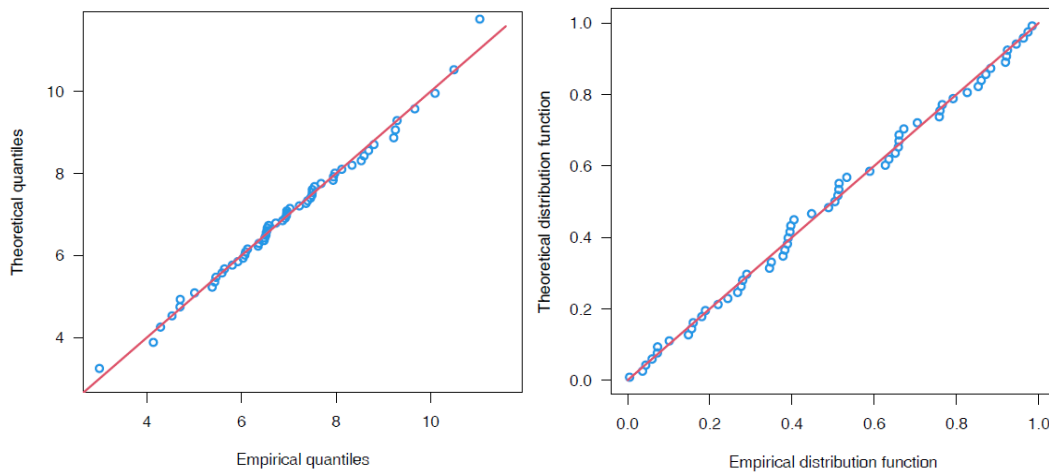 Theoretical quantiles
10
8
6
4
4 6 8 10
Empirical quantiles
Theoretical distribution function
1.0
0.8
0.6
0.4
0.2
0.0
0.0 0.2 0.4 0.6 0.8 1.0
Empirical distribution function